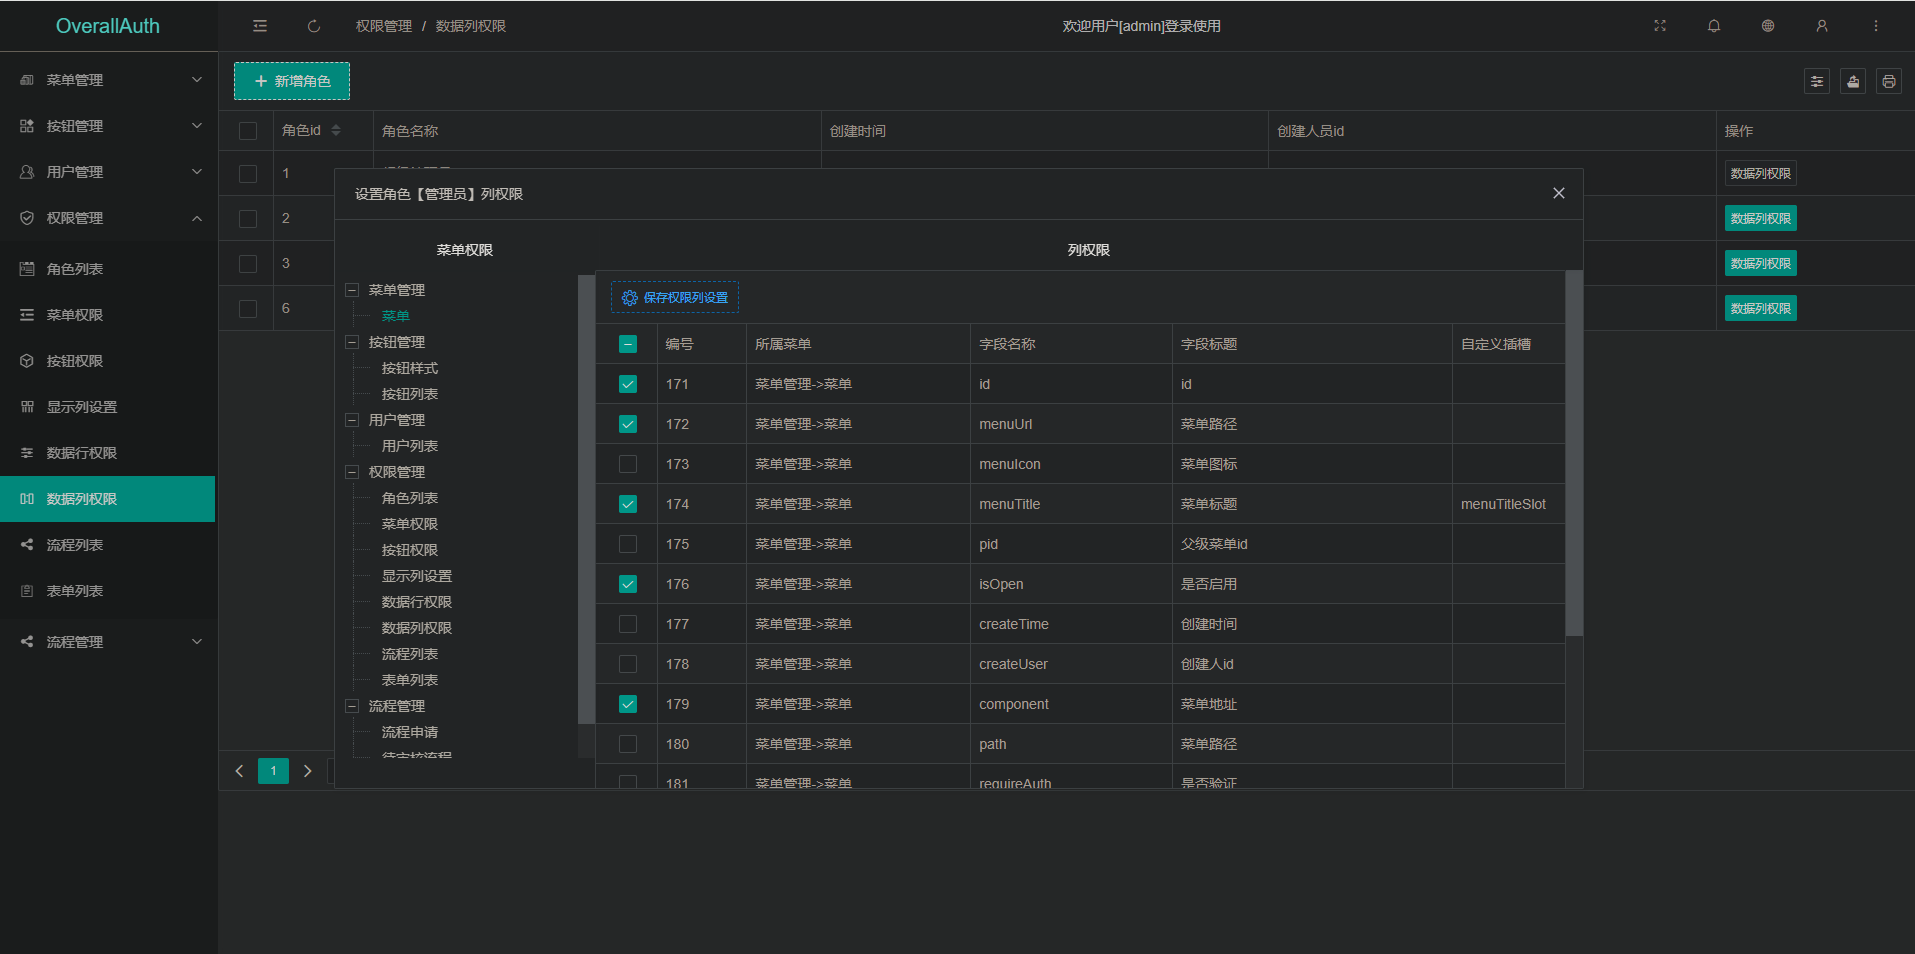 OverallAuth
权限管理 / 数据列权限
欢迎用户[admin]登录使用
菜单管理
按钮管理
用户管理
权限管理
角色列表
菜单权限
按钮权限
显示列设置
数据行权限
数据列权限
流程列表
表单列表
流程管理
新增角色
角色id 角色名称 创建时间 创建人员id 操作
1 数据列权限
2 数据列权限
3 数据列权限
6 数据列权限
1
设置角色【管理员】列权限
菜单权限
菜单管理
菜单
按钮管理
按钮样式
按钮列表
用户管理
用户列表
权限管理
角色列表
菜单权限
按钮权限
显示列设置
数据行权限
数据列权限
流程列表
表单列表
流程管理
流程申请
待审核流程
列权限
保存权限列设置
编号 所属菜单 字段名称 字段标题 自定义插槽
171 菜单管理->菜单 id id
172 菜单管理->菜单 menuUrl 菜单路径
173 菜单管理->菜单 menuIcon 菜单图标
174 菜单管理->菜单 menuTitle 菜单标题 menuTitleSlot
175 菜单管理->菜单 pid 父级菜单id
176 菜单管理->菜单 isOpen 是否启用
177 菜单管理->菜单 createTime 创建时间
178 菜单管理->菜单 createUser 创建人id
179 菜单管理->菜单 component 菜单地址
180 菜单管理->菜单 path 菜单路径
181 菜单管理->菜单 requireAuth 是否验证